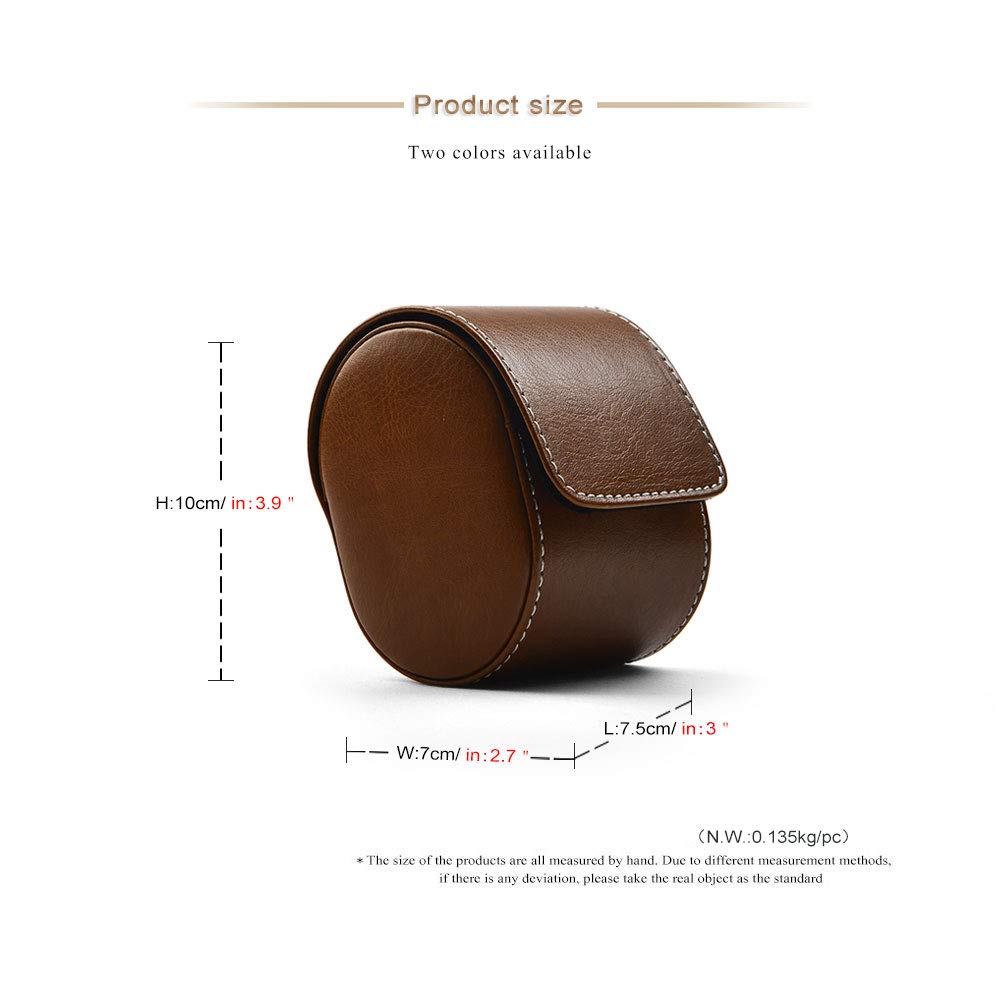 Product size
Two colors available
H:10cm/ in:3.9 "
L:7.5cm/ in:3 "
W:7cm/ in:2.7 "
(N.W.:0.135kg/pc)
*The size of the products are all measured by hand. Due to different measurement methods,
if there is any deviation, please take the real object as the standard